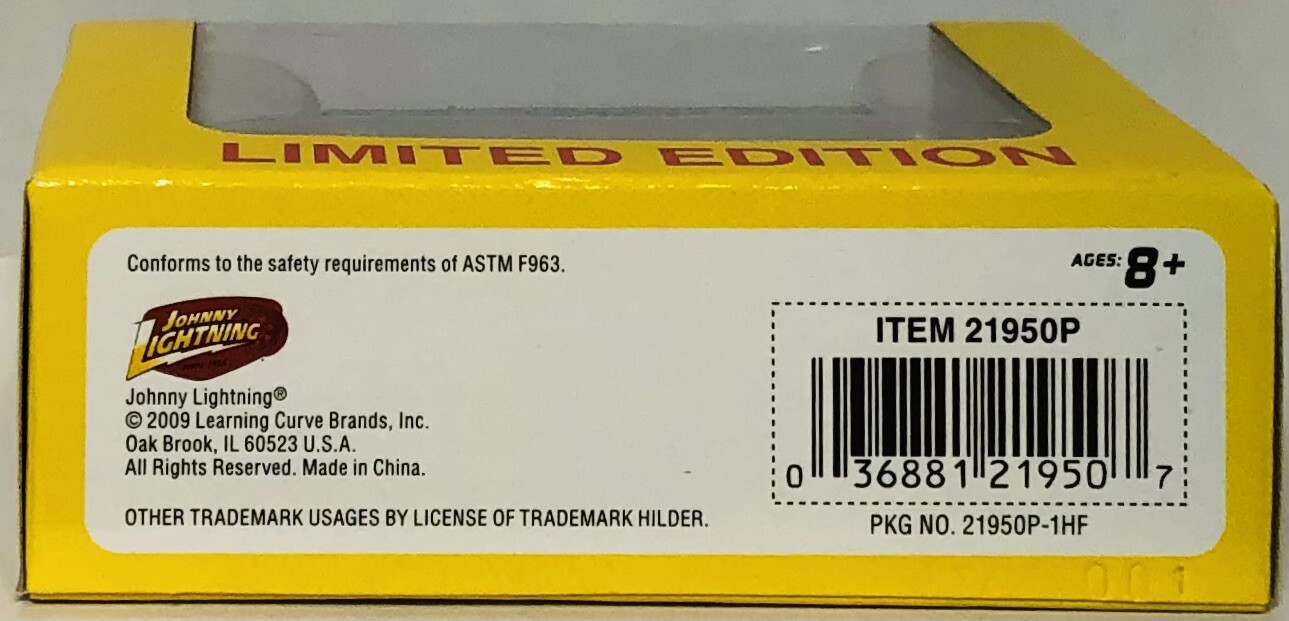 LIMITED EDITION
Conforms to the safety requirements of ASTM F963.
AGES: 8+
JOHNNY
LIGHTNING
Johnny Lightning®
© 2009 Learning Curve Brands, Inc.
Oak Brook, IL 60523 U.S.A.
All Rights Reserved. Made in China.
OTHER TRADEMARK USAGES BY LICENSE OF TRADEMARK HILDER.
ITEM 21950P
0 36881 21950 7
PKG NO. 21950P-1HF